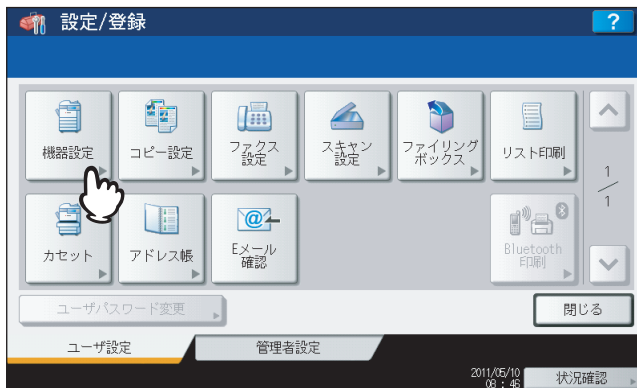 設定/登録
?
機器設定
コピー設定
ファクス
設定
スキャン
設定
ファイリング
ボックス
リスト印刷
1
1
カセット
アドレス帳
Eメール
確認
Bluetooth
印刷
ユーザパスワード変更
閉じる
ユーザ設定
管理者設定
2011/05/10
08 : 46
状況確認